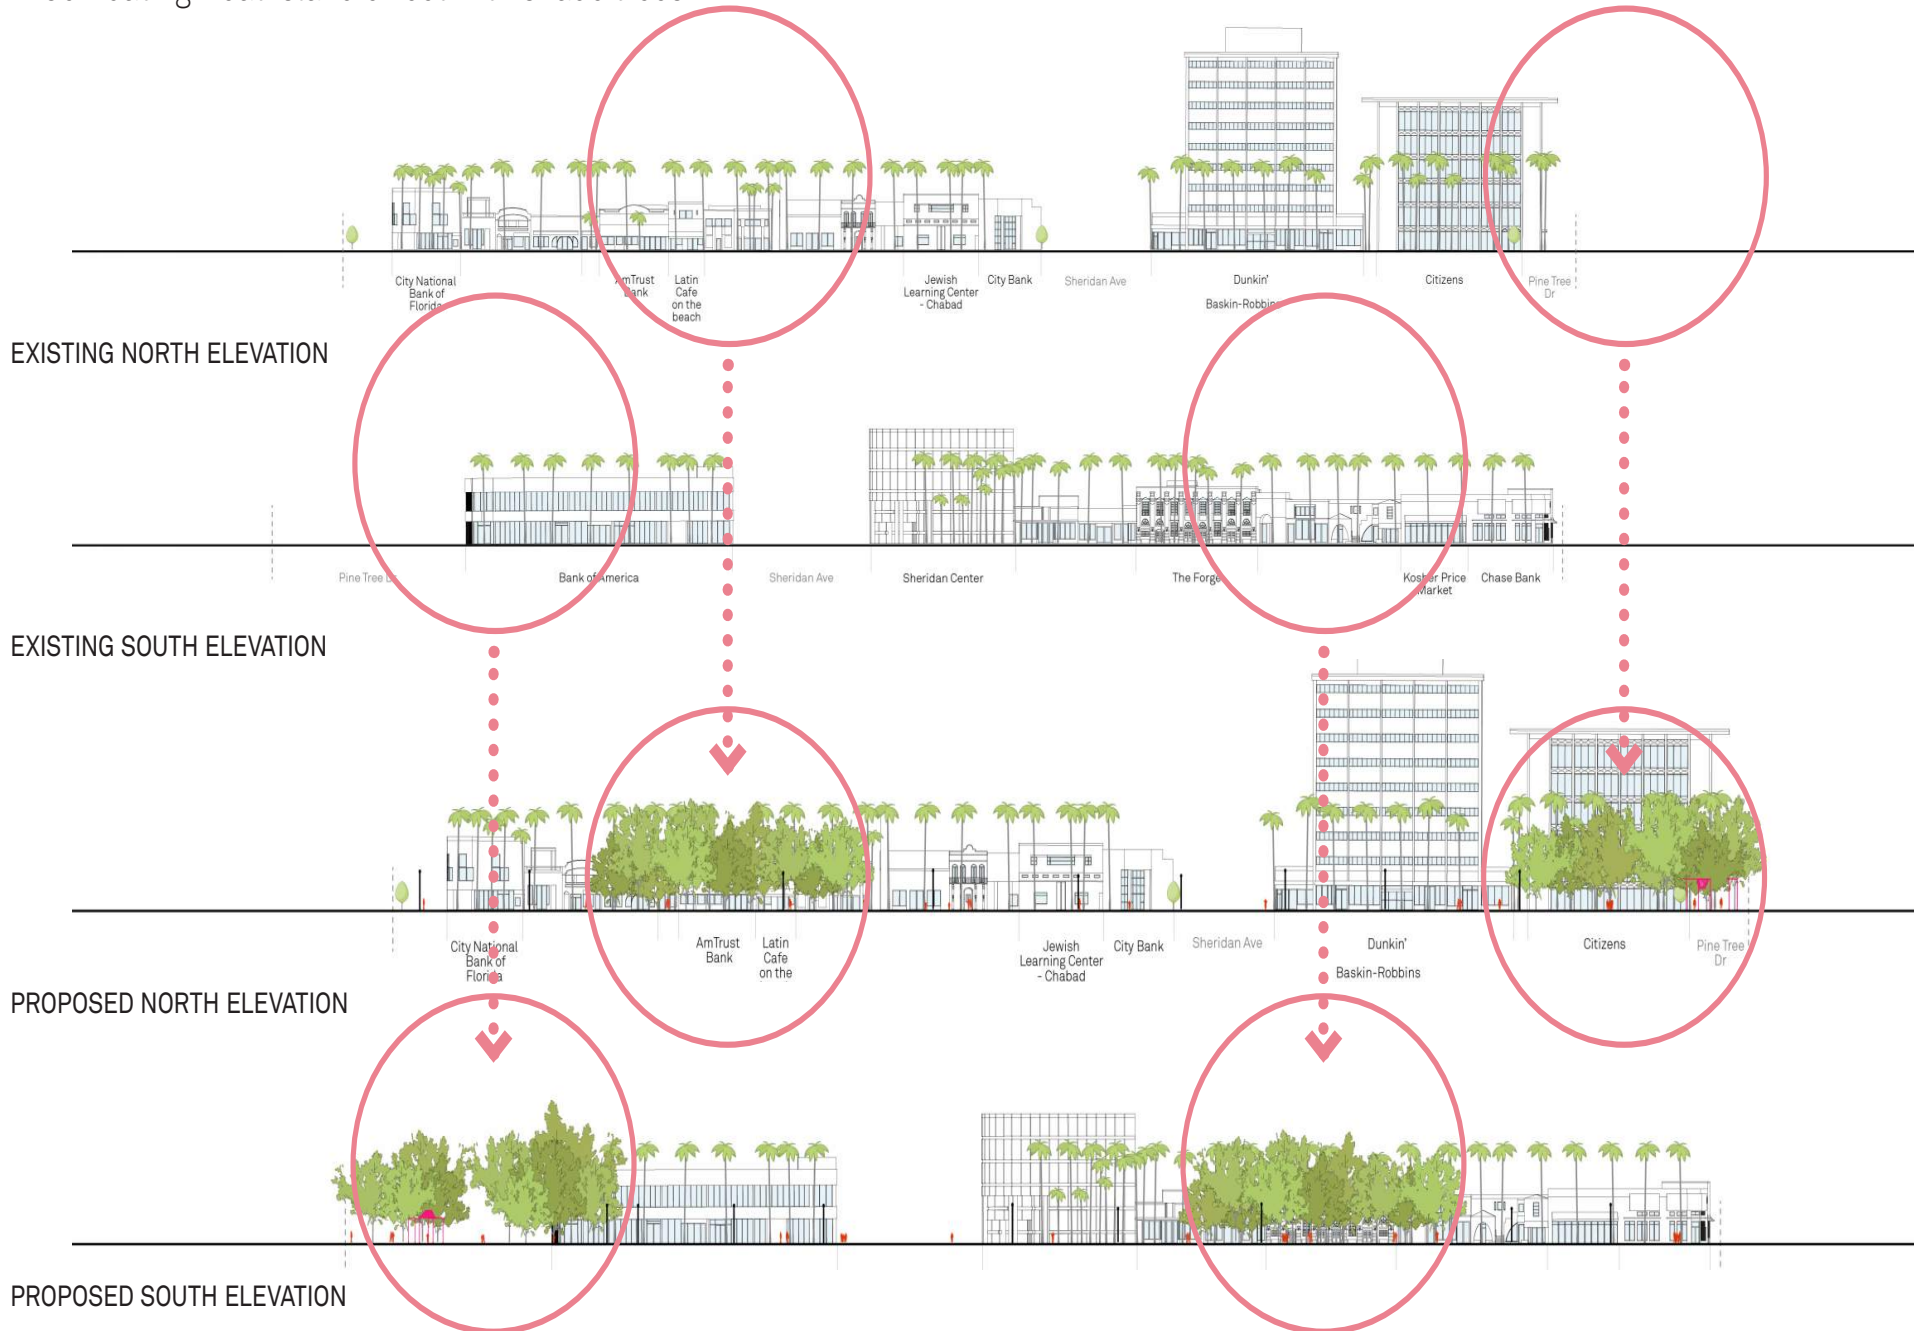 City National
Bank of
Florida
AmTrust
Bank
Latin
Cafe
on the
beach
Jewish
Learning Center
- Chabad
City Bank
Sheridan Ave
Dunkin'
Baskin-Robbins
Citizens
Pine Tree
Dr
EXISTING NORTH ELEVATION
Pine Tree Dr
Bank of America
Sheridan Ave
Sheridan Center
The Forge
Kosher Price
Market
Chase Bank
EXISTING SOUTH ELEVATION
City National
Bank of
Florida
AmTrust
Bank
Latin
Cafe
on the
Jewish
Learning Center
- Chabad
City Bank
Sheridan Ave
Dunkin'
Baskin-Robbins
Citizens
Pine Tree
Dr
PROPOSED NORTH ELEVATION
PROPOSED SOUTH ELEVATION